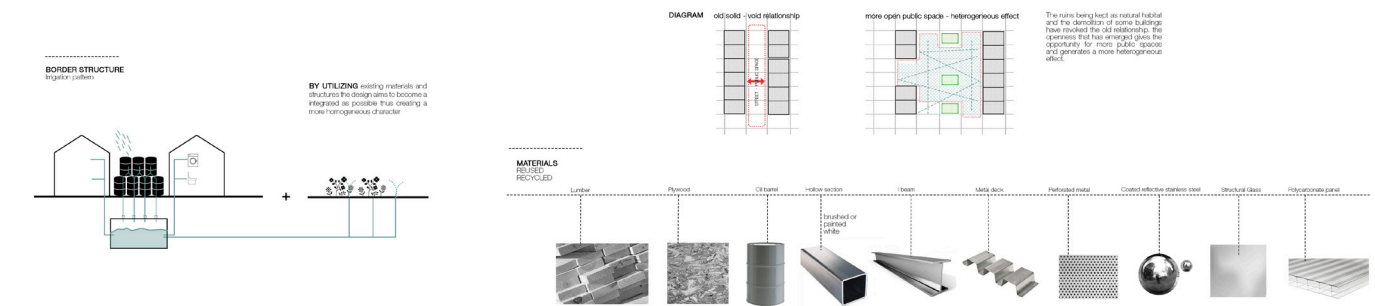 BORDER STRUCTURE
Irrigation pattern
BY UTILIZING existing materials and
structures the design aims to become a
integrated as possible thus creating a
more homogeneous character
+
DIAGRAM
old solid - void relationship
STREET - PUBLIC SPACE
more open public spade - heterogeneous effect
The ruins being kept as natural habitat
and the demolition of some buildings
have revoked the old relationship, the
openness that has emerged gives the
opportunity for more public spaces
and generates a more heterogeneous
effect.
MATERIALS
REUSED
RECYCLED
Lumber
Plywood
Oil barrel
Hollow section
I beam
Metal deck
Perforated metal
Coated reflective stainless steel
Structural Glass
Polycarbonate panel
brushed or
painted
white